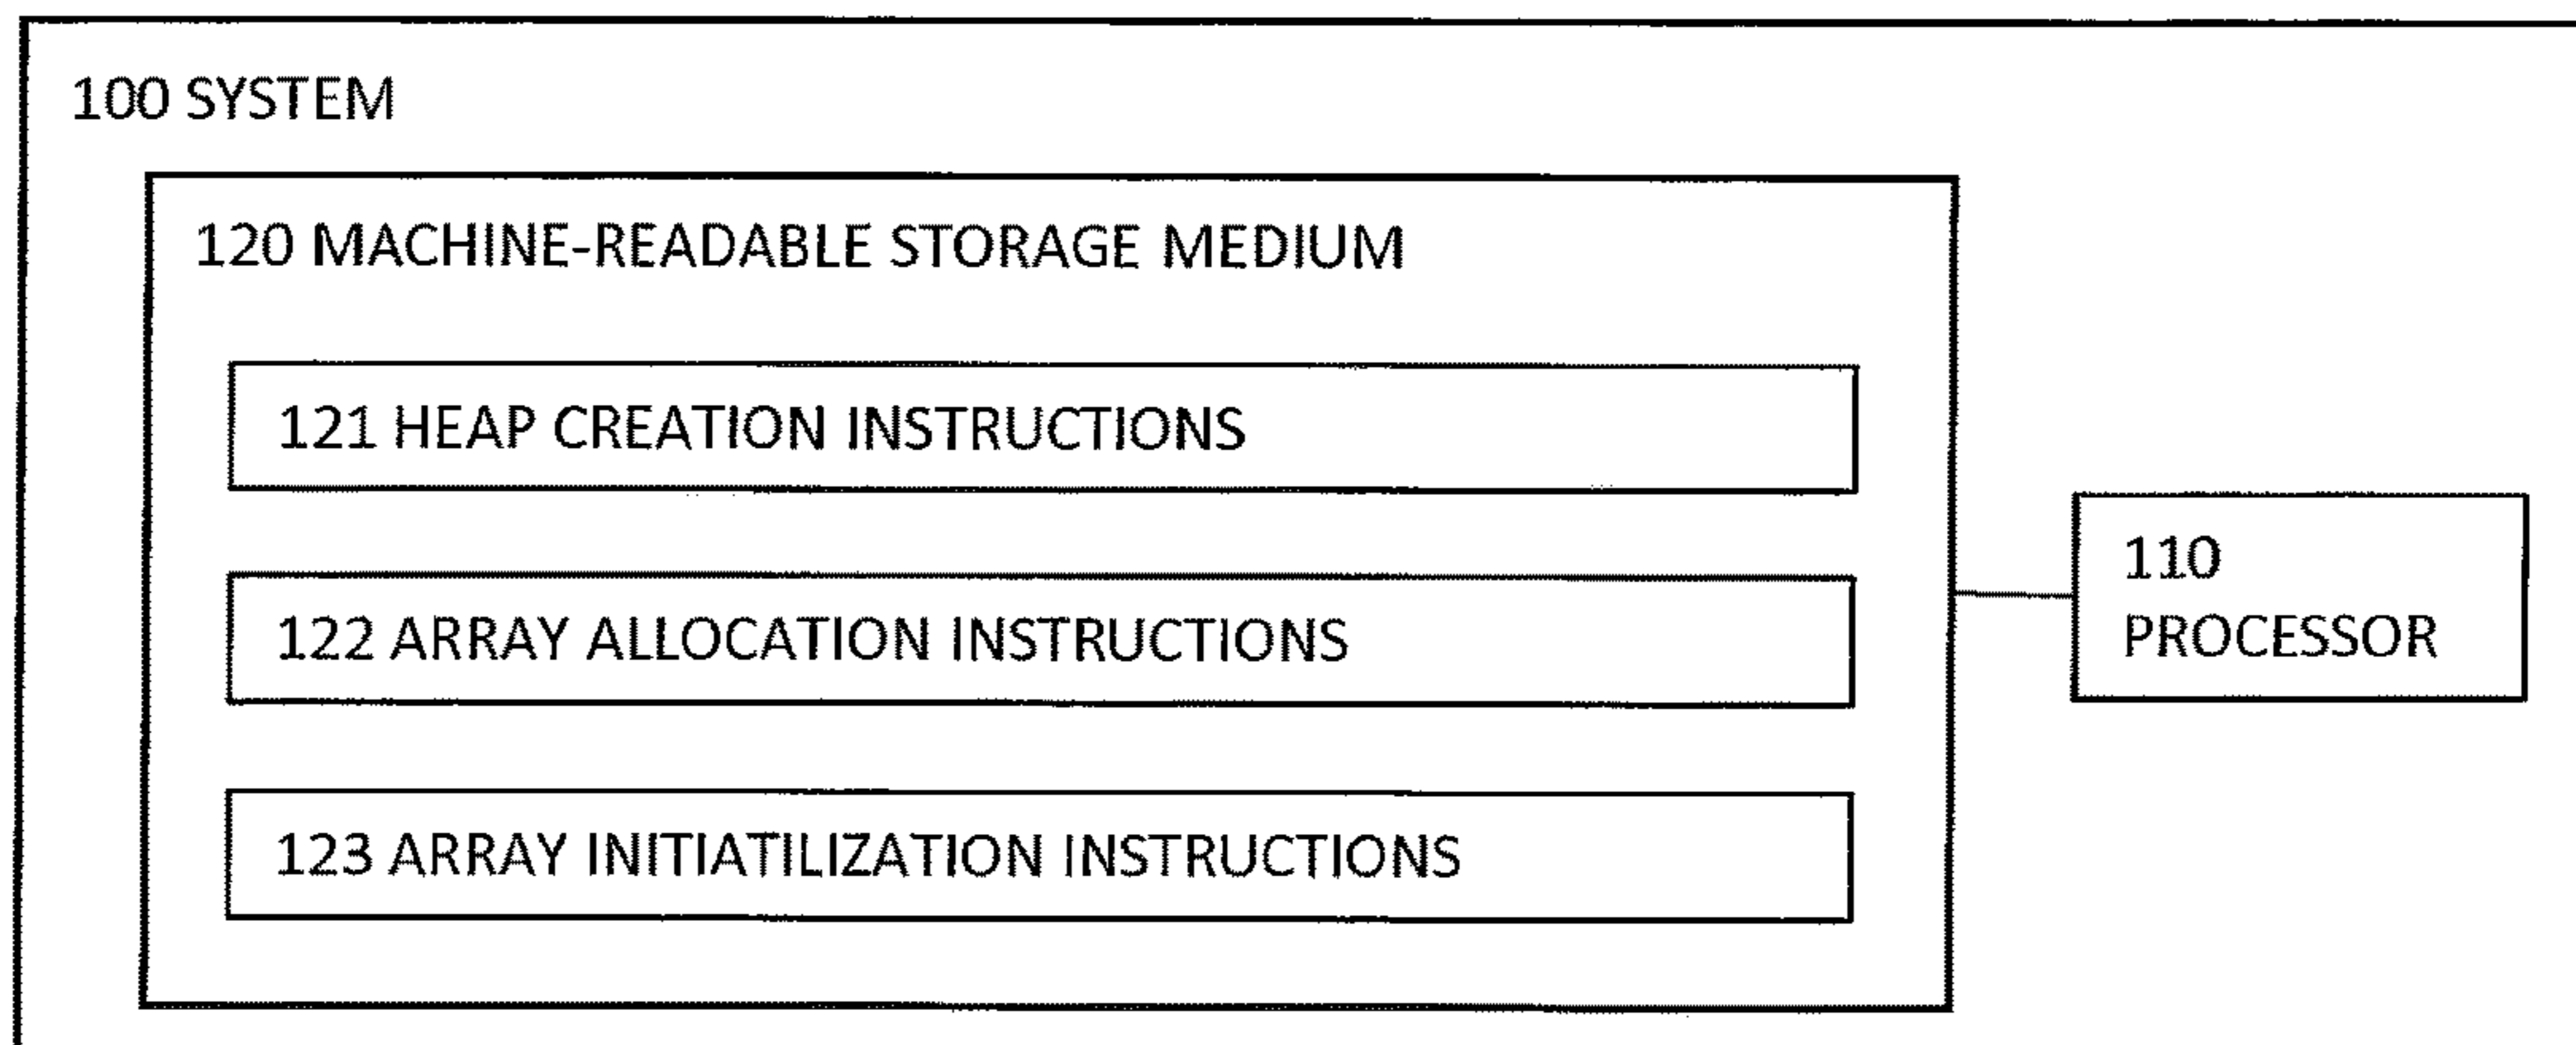 100 SYSTEM
120 MACHINE-READABLE STORAGE MEDIUM
121 HEAP CREATION INSTRUCTIONS
122 ARRAY ALLOCATION INSTRUCTIONS
123 ARRAY INITIATILIZATION INSTRUCTIONS
110
PROCESSOR